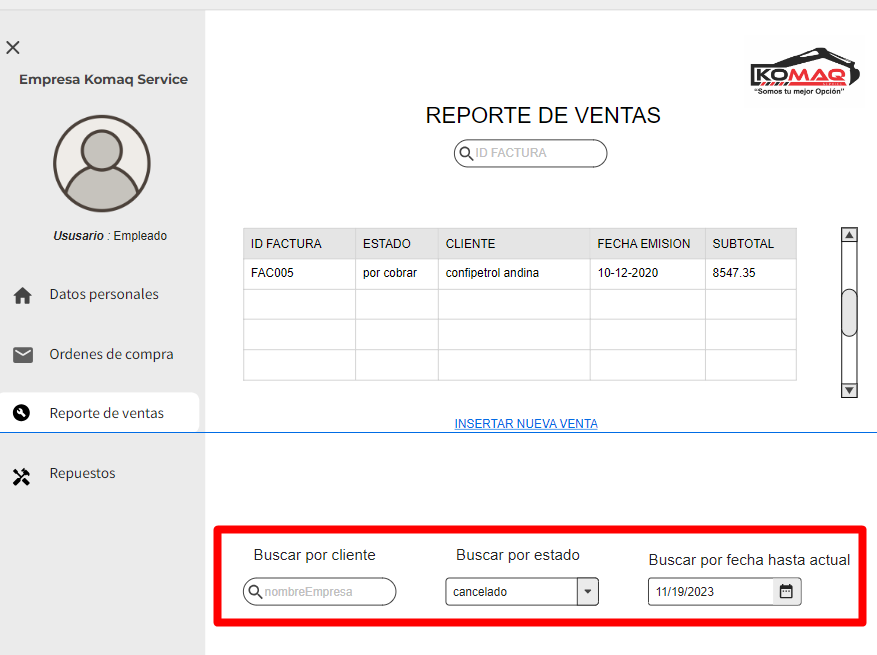 Empresa Komaq Service
Ususario : Empleado
Datos personales
Ordenes de compra
Reporte de ventas
Repuestos
KOMAQ
SERVICE
"Somos tu mejor Opción"
REPORTE DE VENTAS
ID FACTURA
ID FACTURA ESTADO CLIENTE FECHA EMISION SUBTOTAL
FAC005 por cobrar confipetrol andina 10-12-2020 8547.35
INSERTAR NUEVA VENTA
Buscar por cliente Buscar por estado Buscar por fecha hasta actual
nombreEmpresa cancelado 11/19/2023